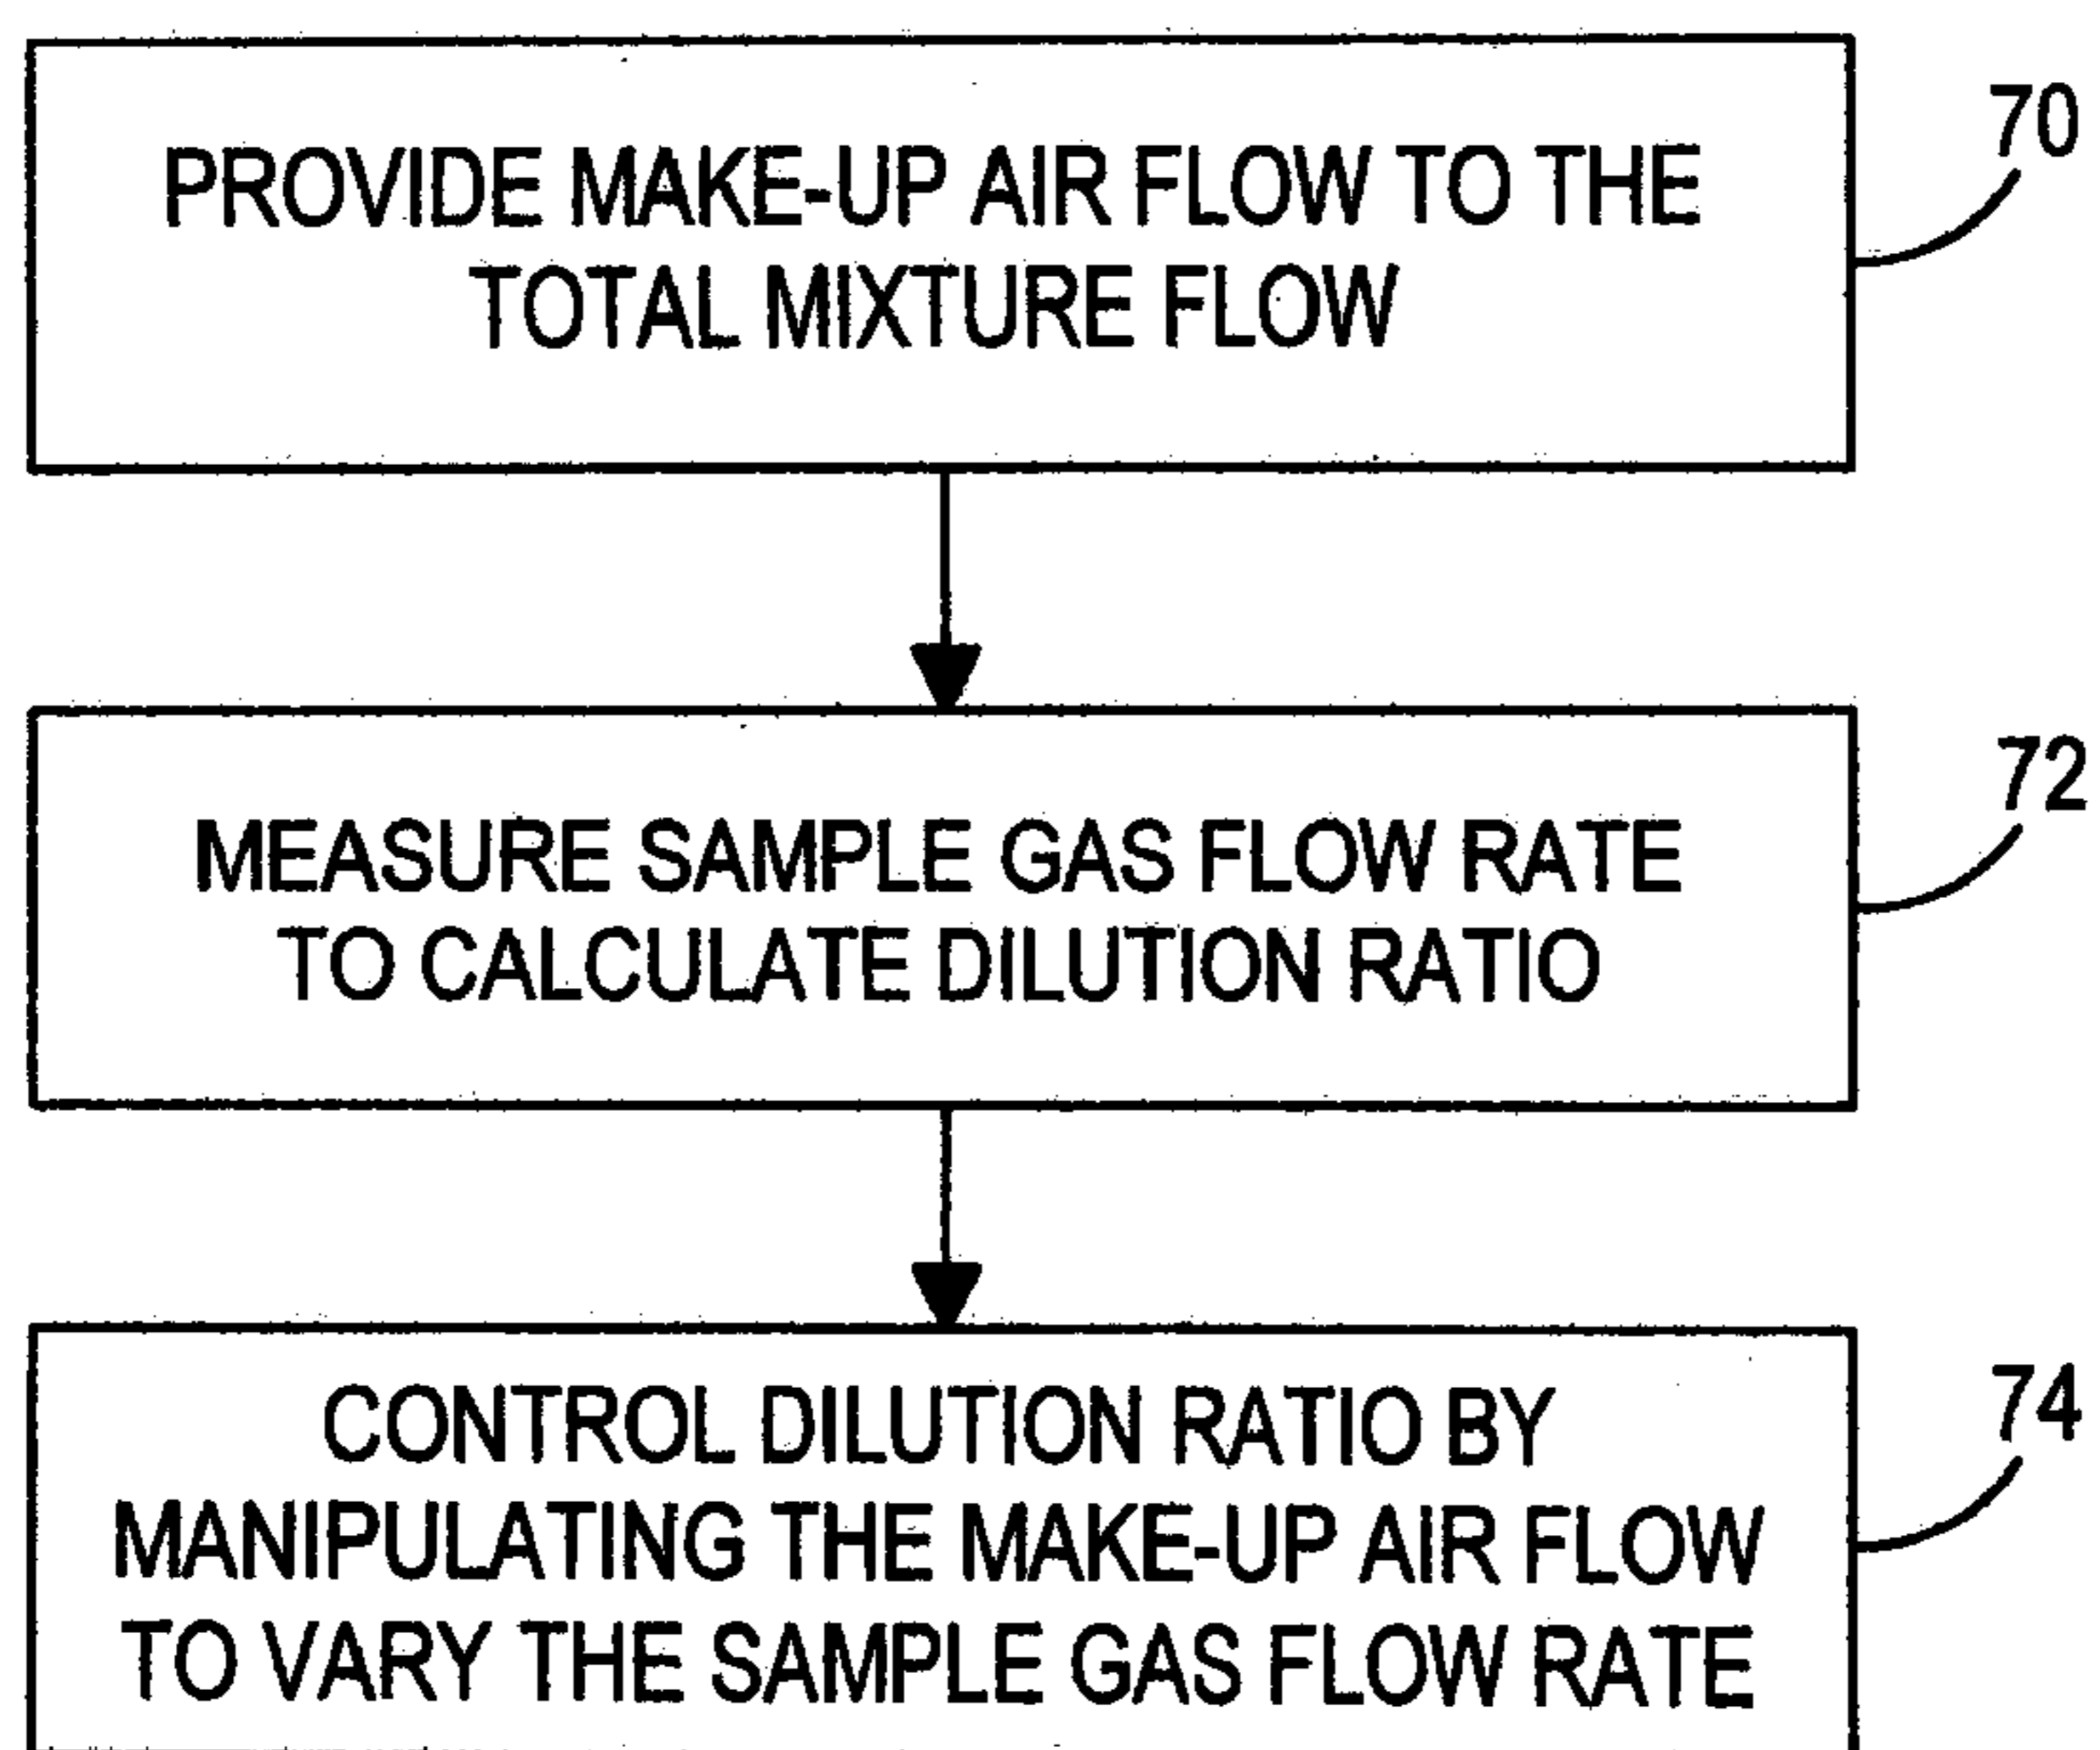 PROVIDE MAKE-UP AIR FLOW TO THE
TOTAL MIXTURE FLOW
70
MEASURE SAMPLE GAS FLOW RATE
TO CALCULATE DILUTION RATIO
72
CONTROL DILUTION RATIO BY
MANIPULATING THE MAKE-UP AIR FLOW
TO VARY THE SAMPLE GAS FLOW RATE
74